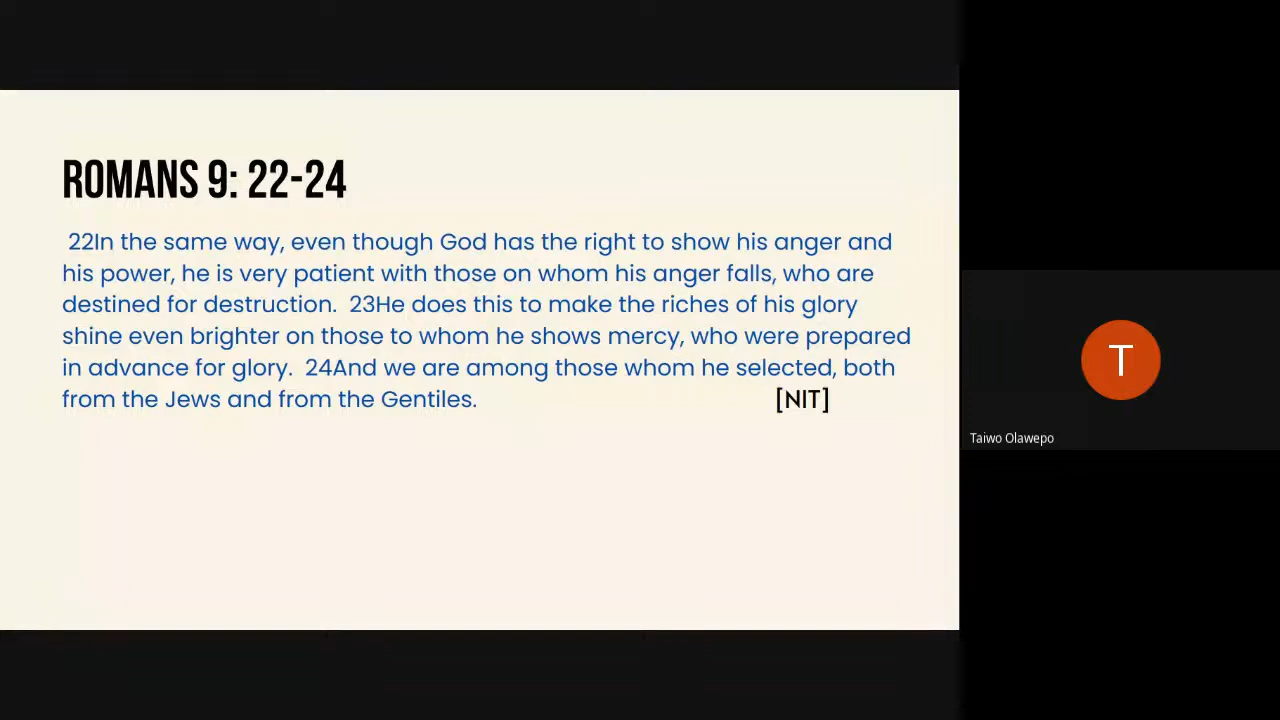 ROMANS 9: 22-24
22In the same way, even though God has the right to show his anger and
his power, he is very patient with those on whom his anger falls, who are
destined for destruction. 23He does this to make the riches of his glory
shine even brighter on those to whom he shows mercy, who were prepared
in advance for glory. 24And we are among those whom he selected, both
from the Jews and from the Gentiles. [NIT]
T
Taiwo Olawepo